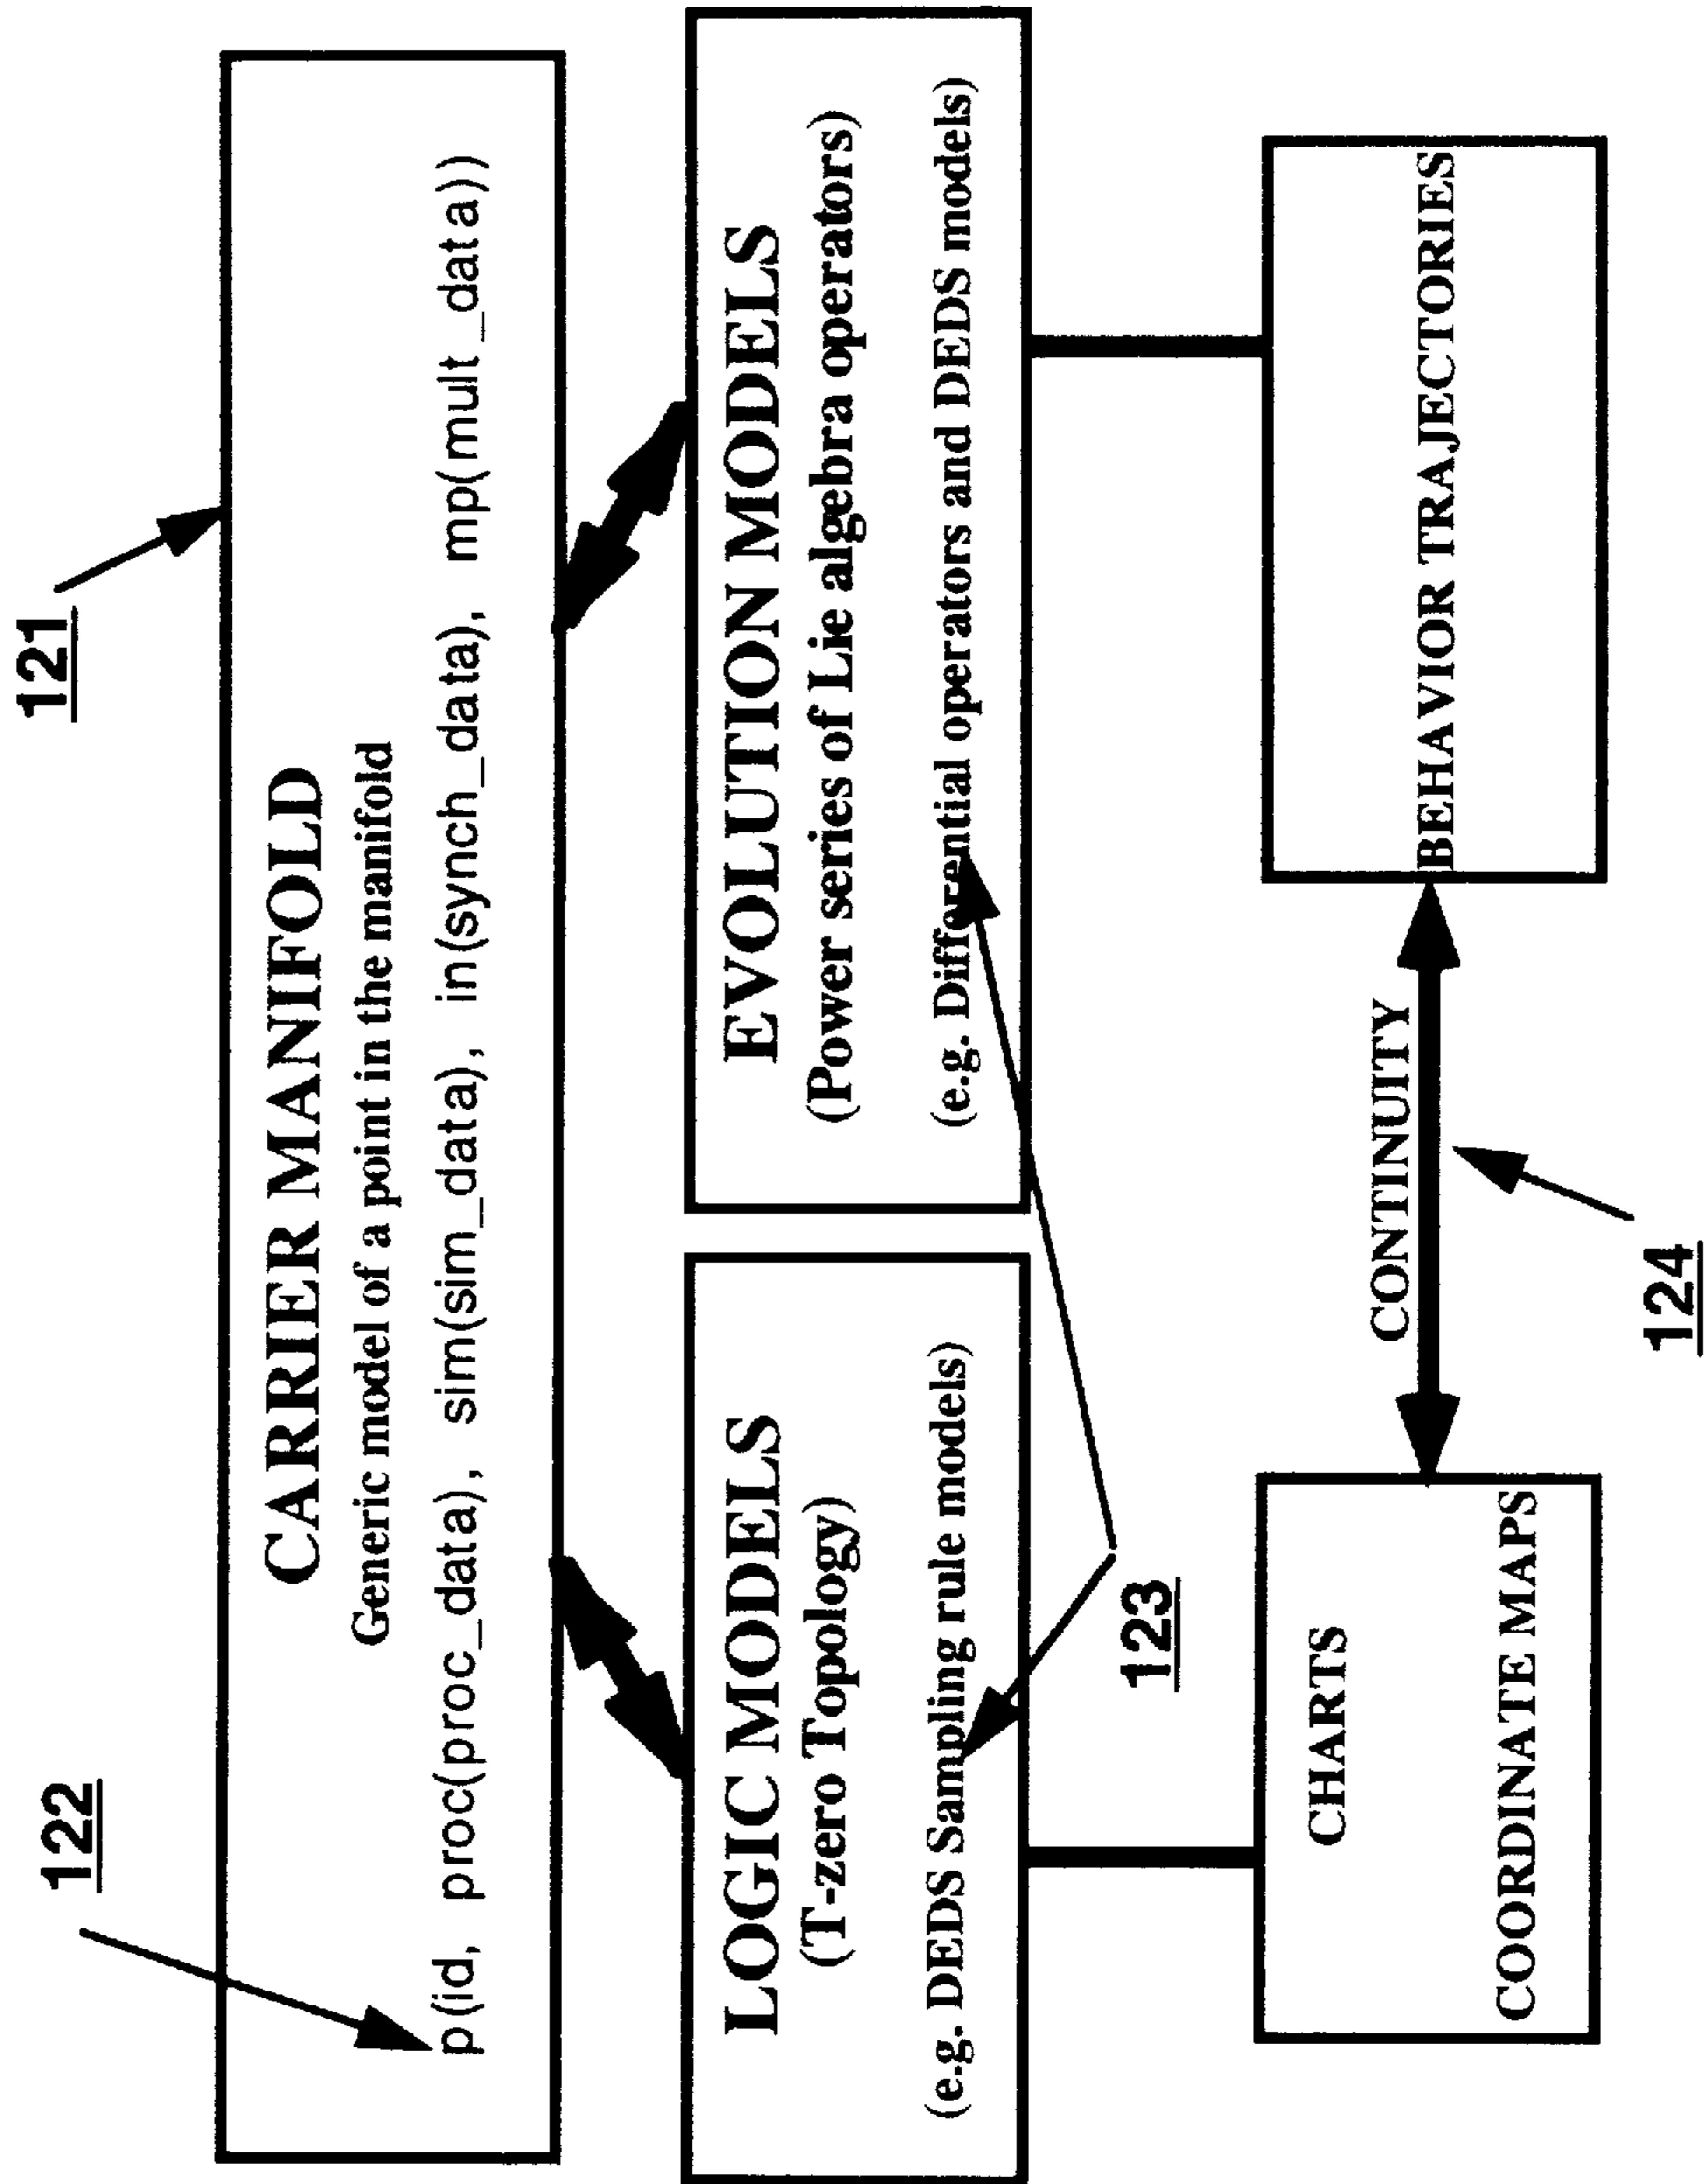 122
121
CARRIER MANIFOLD
Generic model of a point in the manifold
p(id, proc(proc_data), sim(sim_data), in(synch_data), mp(mult_data))
LOGIC MODELS
(T-zero Topology)
(e.g. DEDS Sampling rule models)
EVOLUTION MODELS
(Power series of Lie algebra operators)
(e.g. Differential operators and DEDS models)
123
CHARTS
COORDINATE MAPS
CONTINUITY
BEHAVIOR TRAJECTORIES
124